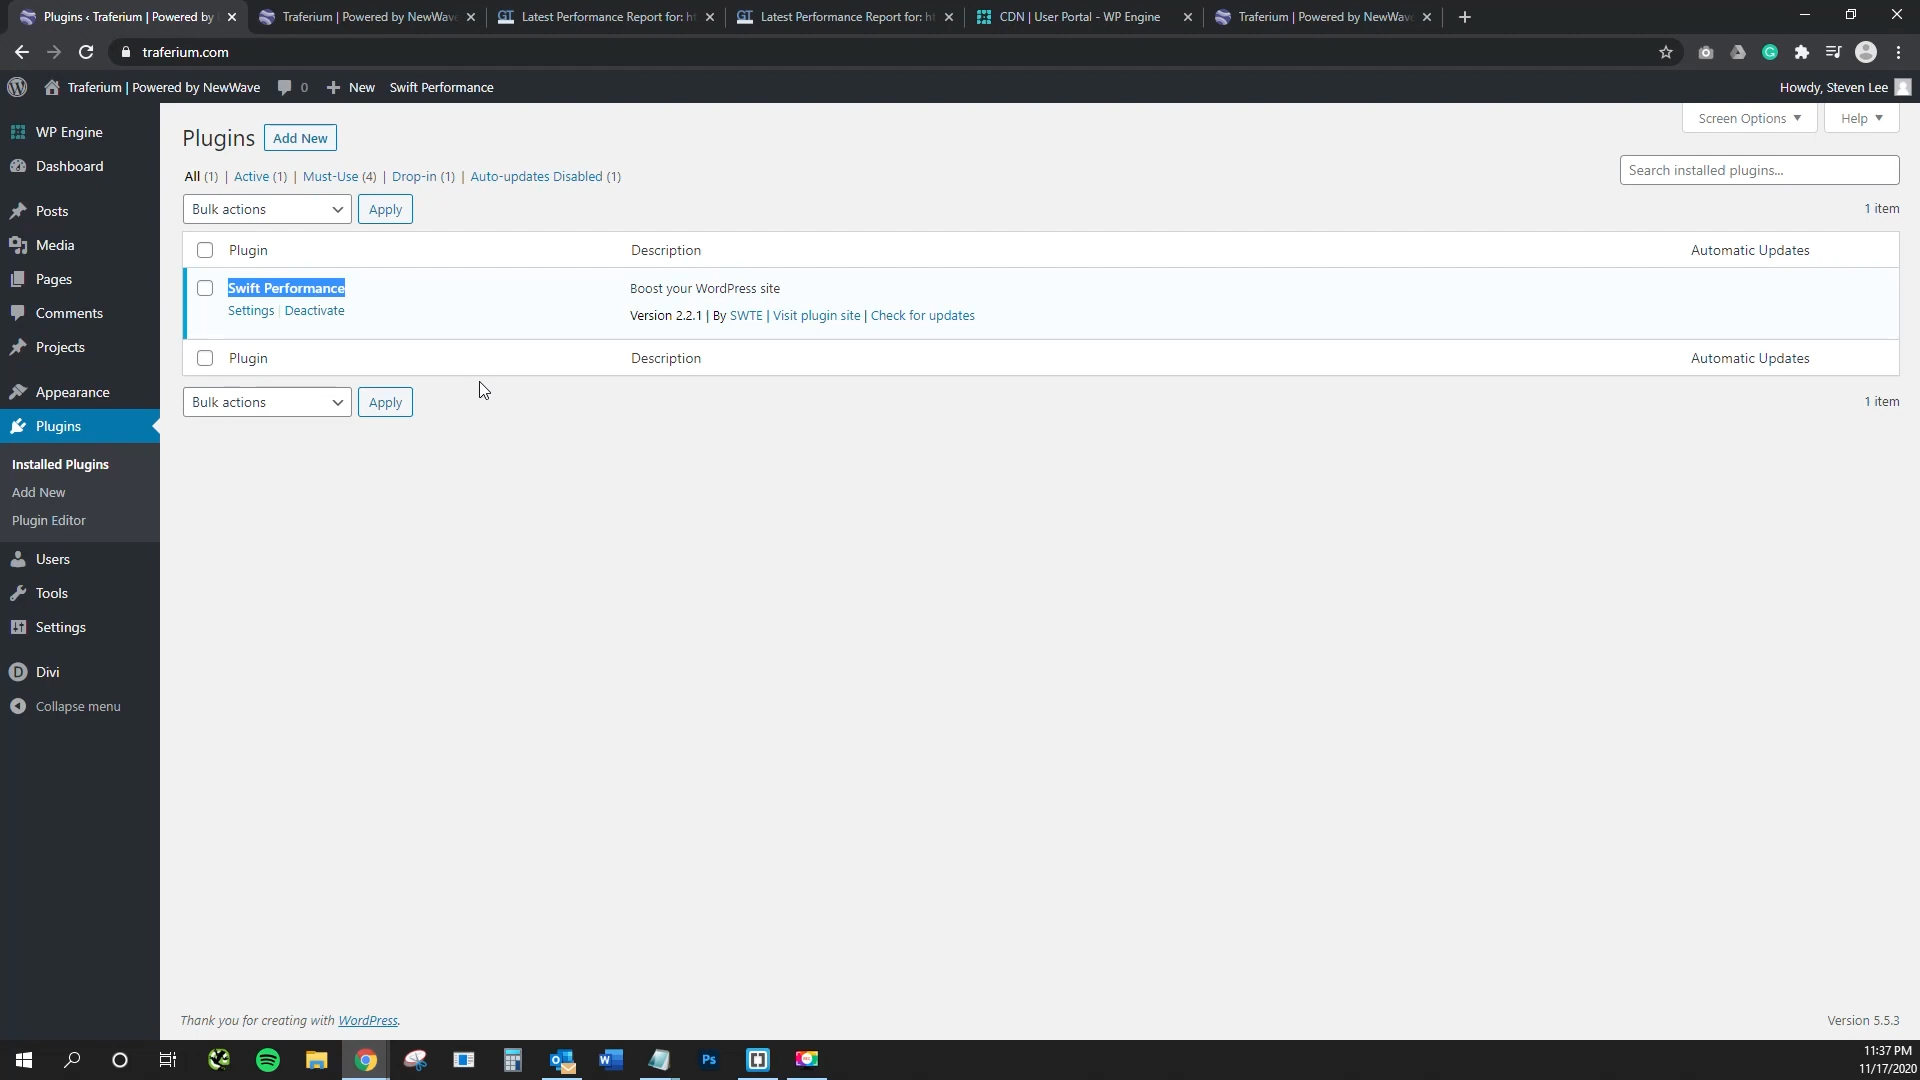 Plugins ‹ Traferium | Powered by
Traferium | Powered by NewWave
Latest Performance Report for: h
Latest Performance Report for: h
CDN | User Portal - WP Engine
Traferium | Powered by NewWav
traferium.com
Traferium | Powered by NewWave
0
New
Swift Performance
Howdy, Steven Lee
WP Engine
Dashboard
Posts
Media
Pages
Comments
Projects
Appearance
Plugins
Installed Plugins
Add New
Plugin Editor
Users
Tools
Settings
Divi
Collapse menu
Screen Options
Help
Plugins
Add New
All (1) | Active (1) | Must-Use (4) | Drop-in (1) | Auto-updates Disabled (1)
Search installed plugins...
Bulk actions
Apply
1 item
Plugin
Description
Automatic Updates
Swift Performance
Settings | Deactivate
Boost your WordPress site
Version 2.2.1 | By SWTE | Visit plugin site | Check for updates
Plugin
Description
Automatic Updates
Bulk actions
Apply
1 item
Thank you for creating with WordPress.
Version 5.5.3
Ps
11:37 PM
11/17/2020